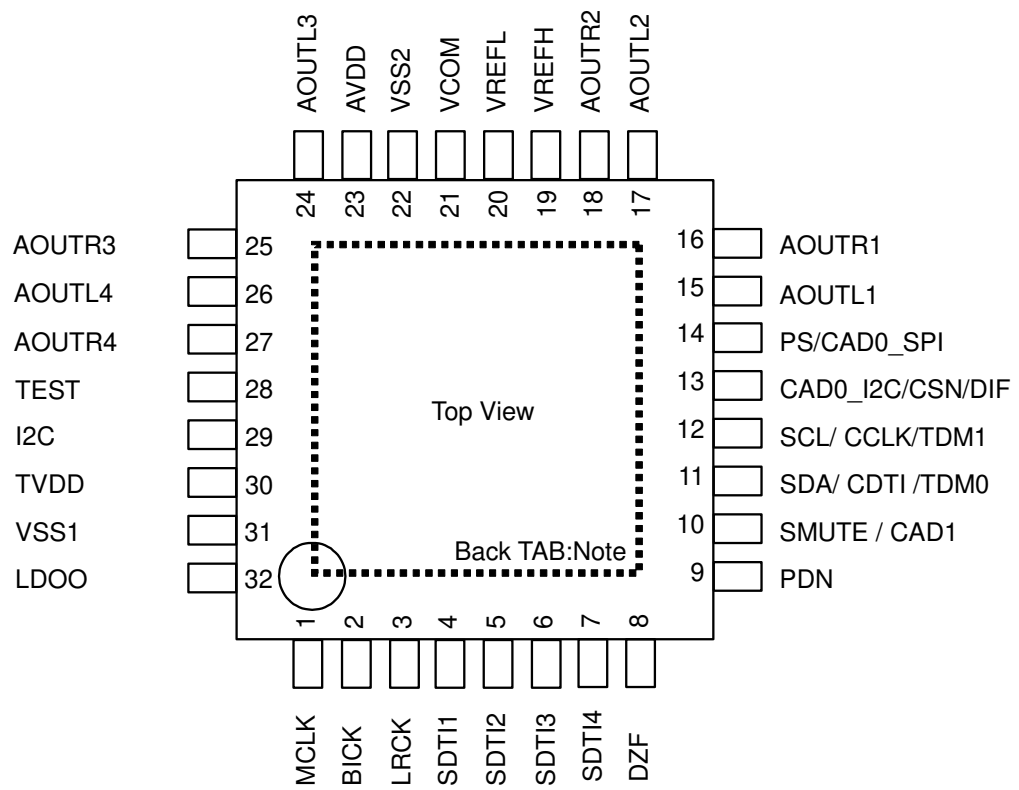 AOUTL3
AVDD
VSS2
VCOM
VREFL
VREFH
AOUTR2
AOUTL2
24
23
22
21
20
19
18
17
AOUTR3
25
16
AOUTR1
AOUTL4
26
15
AOUTL1
AOUTR4
27
14
PS/CAD0_SPI
TEST
28
13
CAD0_I2C/CSN/DIF
Top View
I2C
29
12
SCL/ CCLK/TDM1
TVDD
30
11
SDA/ CDTI /TDM0
VSS1
31
10
SMUTE / CAD1
Back TAB:Note
LDOO
32
9
PDN
1
2
3
4
5
6
7
8
MCLK
BICK
LRCK
SDTI1
SDTI2
SDTI3
SDTI4
DZF